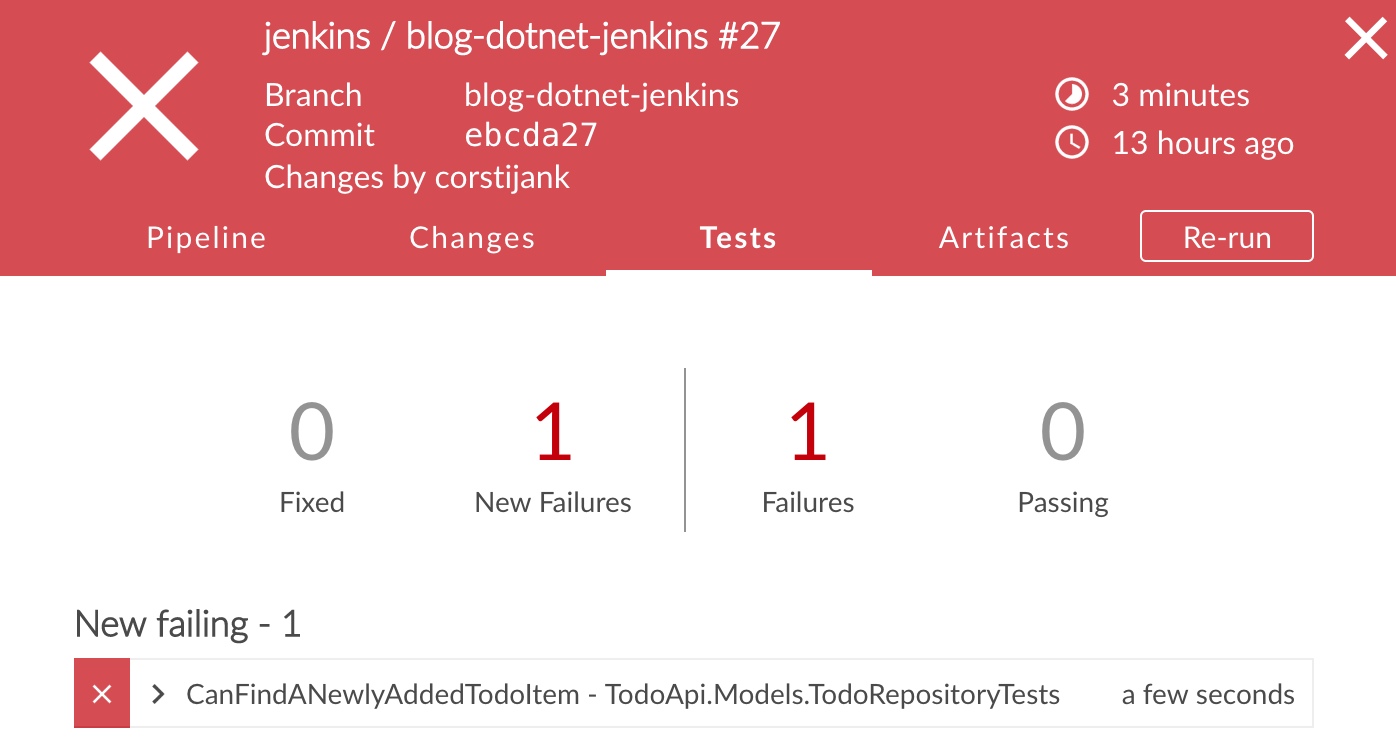 jenkins / blog-dotnet-jenkins #27
Branch blog-dotnet-jenkins
3 minutes
Commit ebcda27
13 hours ago
Changes by corstijank
Pipeline Changes Tests Artifacts Re-run
0 1 1 0
Fixed New Failures Failures Passing
New failing - 1
CanFindANewlyAddedTodoItem - TodoApi.Models.TodoRepositoryTests a few seconds